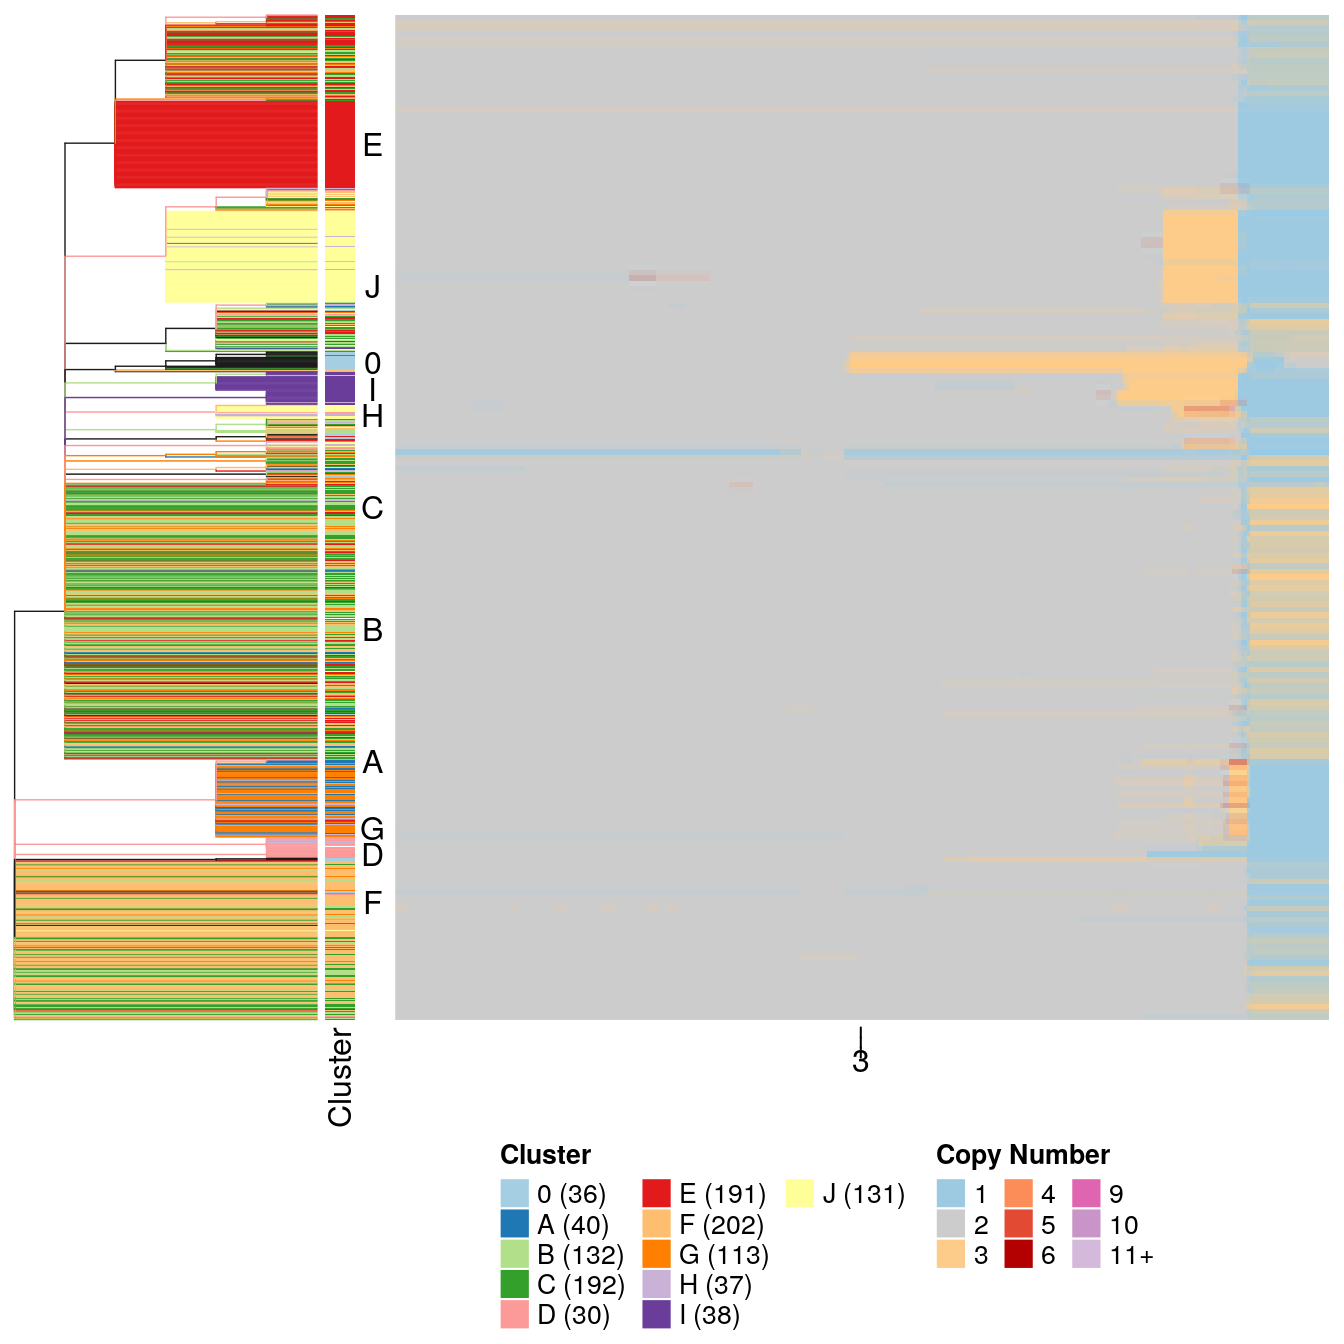 E
J
0
I
H
C
B
A
G
D
F
Cluster
3
Cluster
0 (36)
A (40)
B (132)
C (192)
D (30)
E (191)
F (202)
G (113)
H (37)
I (38)
J (131)
Copy Number
1
2
3
4
5
6
9
10
11+